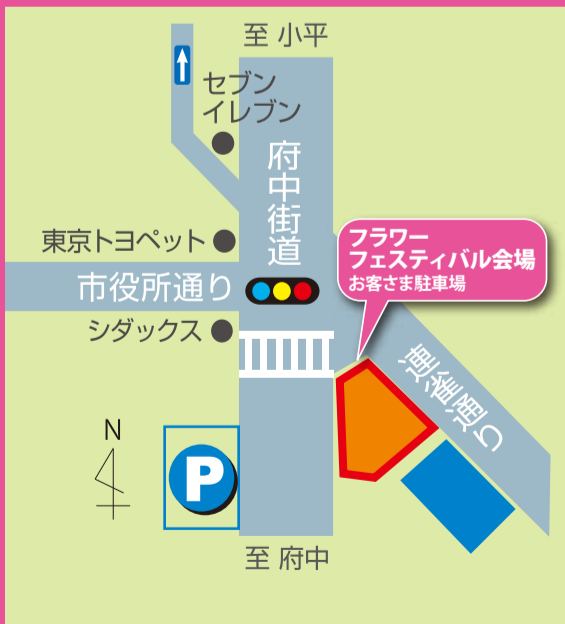 至 小平
セブン
イレブン
府中街道
東京トヨペット
フラワー
フェスティバル会場
お客さま駐車場
市役所通り
シダックス
連雀通り
N
P
至 府中